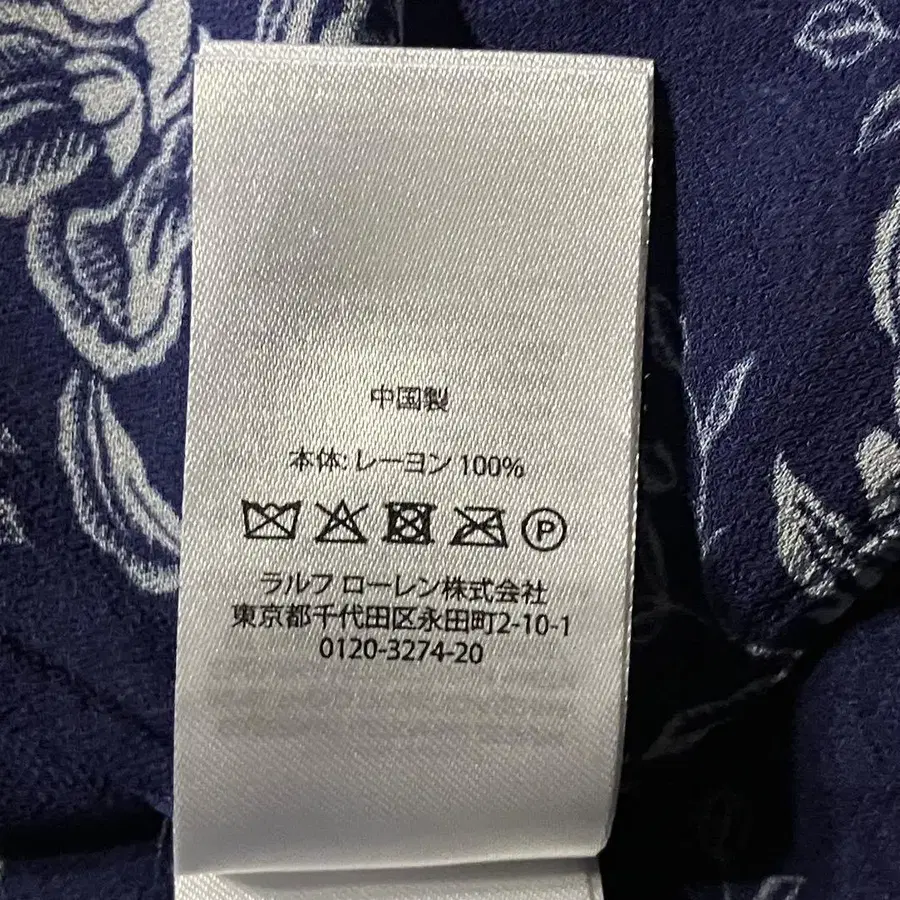 中国製
本体: レーヨン 100%
P
ラルフ ローレン株式会社
東京都千代田区永田町2-10-1
0120-3274-20